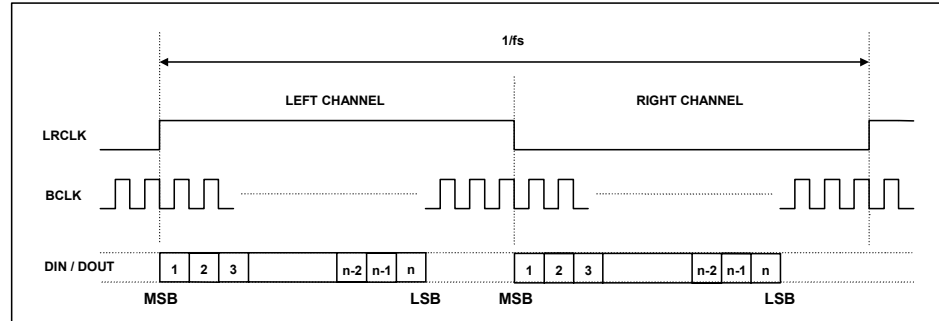 1/fs
LEFT CHANNEL RIGHT CHANNEL
LRCLK
BCLK
DIN / DOUT 1 2 3 n-2 n-1 n 1 2 3 n-2 n-1 n
MSB LSB MSB LSB